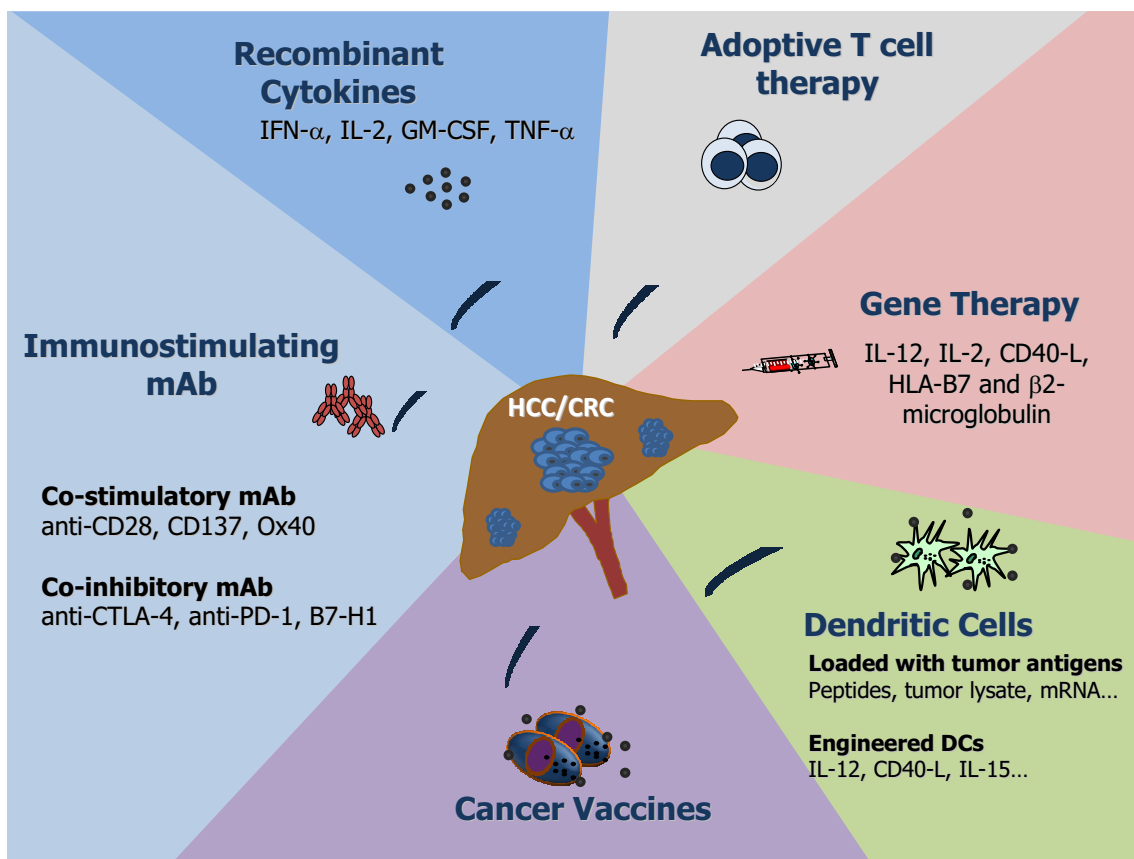 Recombinant
Cytokines
IFN-α, IL-2, GM-CSF, TNF-α
Adoptive T cell
therapy
Gene Therapy
IL-12, IL-2, CD40-L,
HLA-B7 and β2-
microglobulin
Immunostimulating
mAb
Co-stimulatory mAb
anti-CD28, CD137, Ox40
Co-inhibitory mAb
anti-CTLA-4, anti-PD-1, B7-H1
HCC/CRC
Dendritic Cells
Loaded with tumor antigens
Peptides, tumor lysate, mRNA…
Engineered DCs
IL-12, CD40-L, IL-15…
Cancer Vaccines